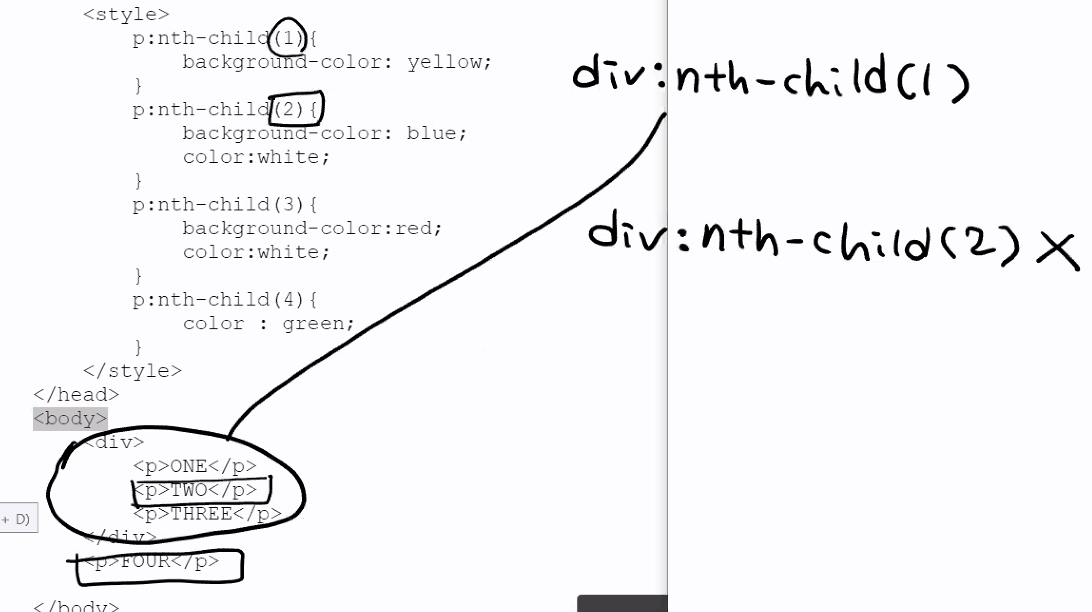 <style>
p:nth-child(1){
background-color: yellow;
}
p:nth-child(2){
background-color: blue;
color:white;
}
p:nth-child(3){
background-color:red;
color:white;
}
p:nth-child(4){
color : green;
}
</style>
</head>
<body>
<div>
<p>ONE</p>
<p>TWO</p>
<p>THREE</p>
</div>
<p>FOUR</p>
</body>
+ D)
div:nth-child(1)
div:nth-child(2) X